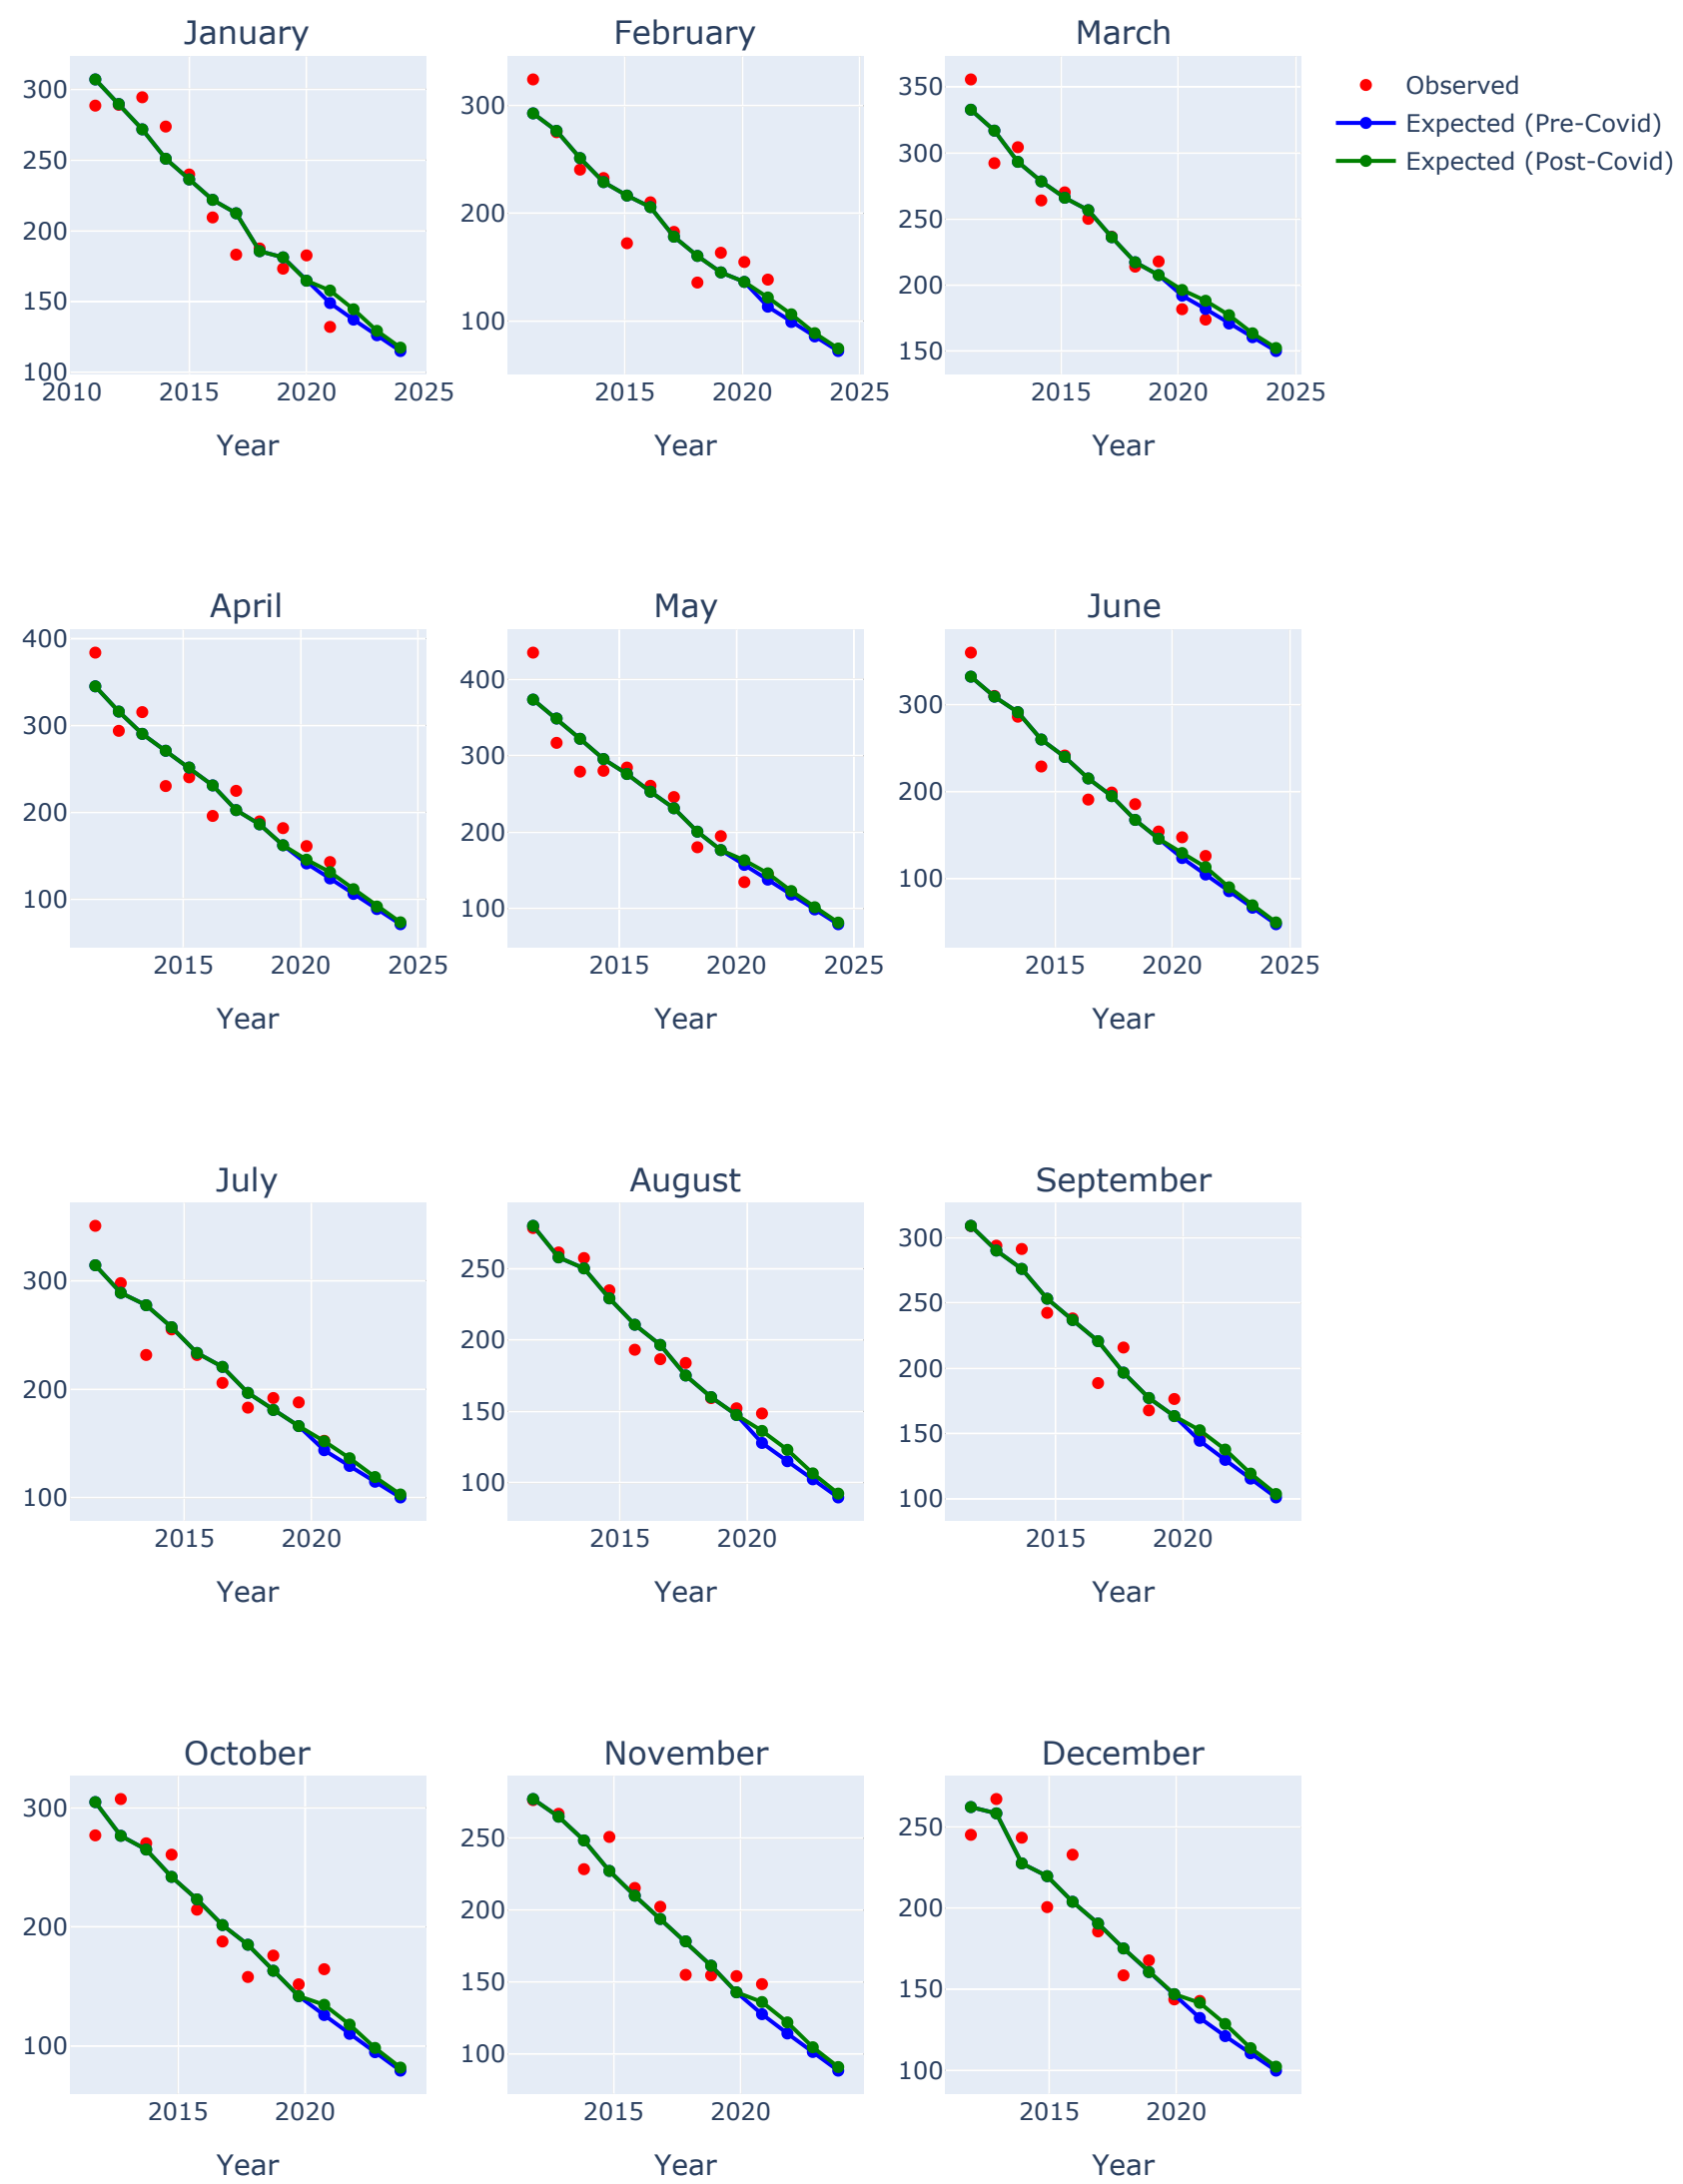 January February March
300
250
200
150
100
2010 2015 2020 2025
Year
300
200
100
2015 2020 2025
Year
350
300
250
200
150
2015 2020 2025
Year
Observed
Expected (Pre-Covid)
Expected (Post-Covid)
April May June
400
300
200
100
2015 2020 2025
Year
400
300
200
100
2015 2020 2025
Year
300
200
100
2015 2020 2025
Year
July August September
300
200
100
2015 2020
Year
250
200
150
100
2015 2020
Year
300
250
200
150
100
2015 2020
Year
October November December
300
200
100
2015 2020
Year
250
200
150
100
2015 2020
Year
250
200
150
100
2015 2020
Year